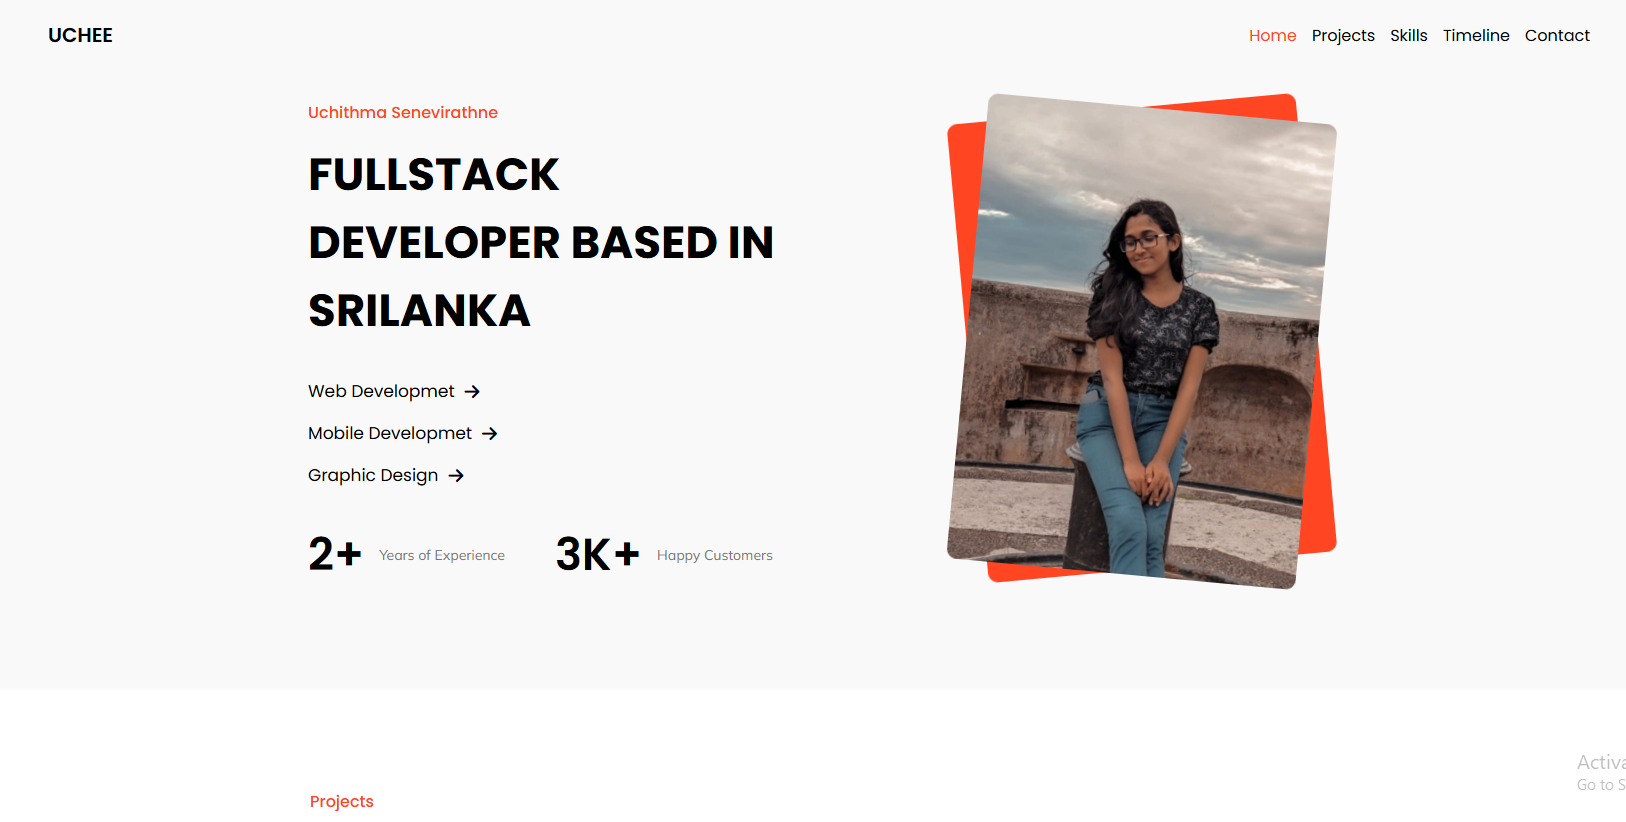 UCHEE
Home Projects Skills Timeline Contact
Uchithma Senevirathne
FULLSTACK
DEVELOPER BASED IN
SRILANKA
Web Developmet
Mobile Developmet
Graphic Design
2+ Years of Experience 3K+ Happy Customers
Activa
Go to S
Projects